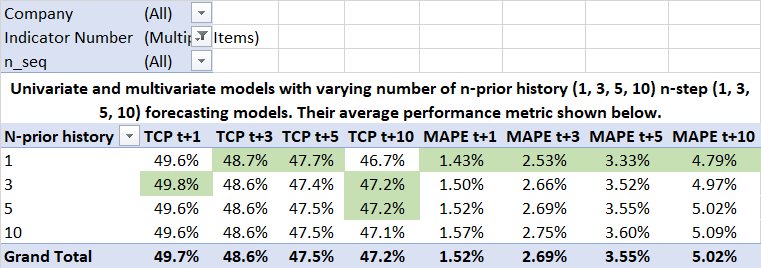 Company (All)
Indicator Number (Multip Items)
n_seq (All)
Univariate and multivariate models with varying number of n-prior history (1, 3, 5, 10) n-step (1, 3,
5, 10) forecasting models. Their average performance metric shown below.
N-prior history TCP t+1 TCP t+3 TCP t+5 TCP t+10 MAPE t+1 MAPE t+3 MAPE t+5 MAPE t+10
1 49.6% 48.7% 47.7% 46.7% 1.43% 2.53% 3.33% 4.79%
3 49.8% 48.6% 47.4% 47.2% 1.50% 2.66% 3.52% 4.97%
5 49.6% 48.6% 47.5% 47.2% 1.52% 2.69% 3.55% 5.02%
10 49.6% 48.6% 47.5% 47.1% 1.57% 2.75% 3.60% 5.09%
Grand Total 49.7% 48.6% 47.5% 47.2% 1.52% 2.69% 3.55% 5.02%